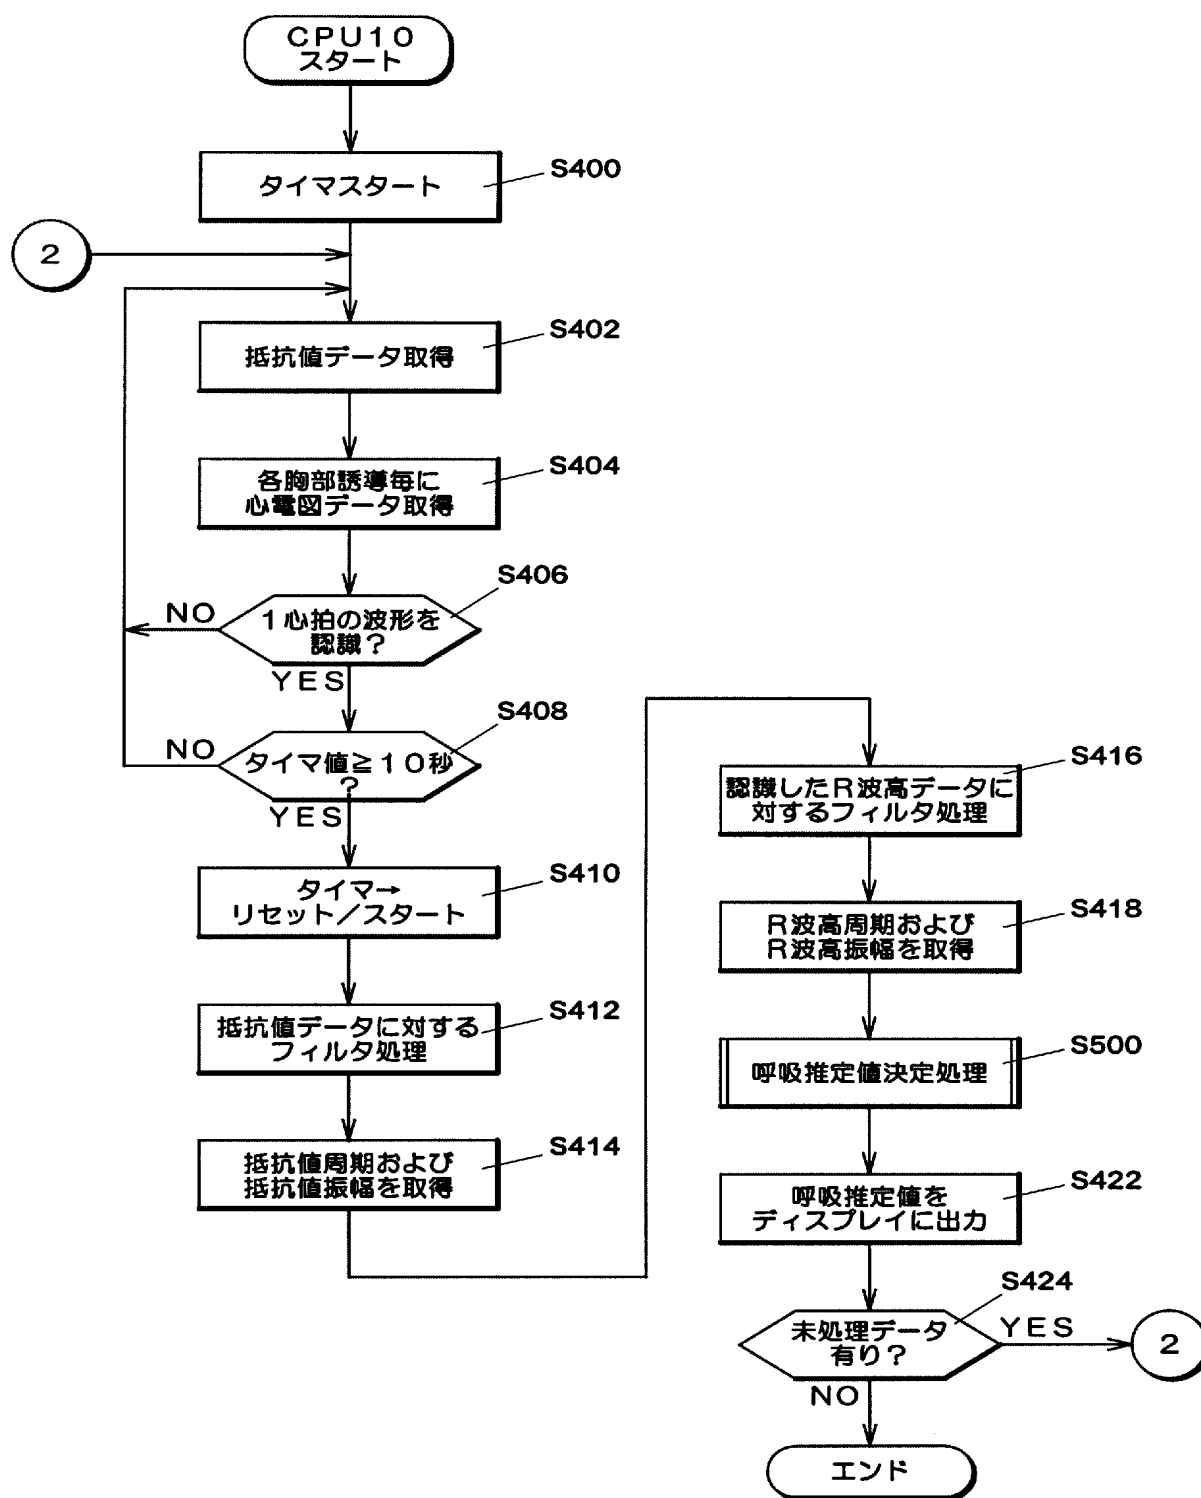 CPU10
スタート
タイマスタート
S400
2
抵抗値データ取得
S402
各胸部誘導毎に
心電図データ取得
S404
S406
1心拍の波形を
認識?
NO
YES
S408
タイマ値≧10秒
?
NO
YES
タイマ→
リセット/スタート
S410
抵抗値データに対する
フィルタ処理
S412
抵抗値周期および
抵抗値振幅を取得
S414
認識したR波高データに
対するフィルタ処理
S416
R波高周期および
R波高振幅を取得
S418
呼吸推定値決定処理
S500
呼吸推定値を
ディスプレイに出力
S422
S424
未処理データ
有り?
YES
2
NO
エンド